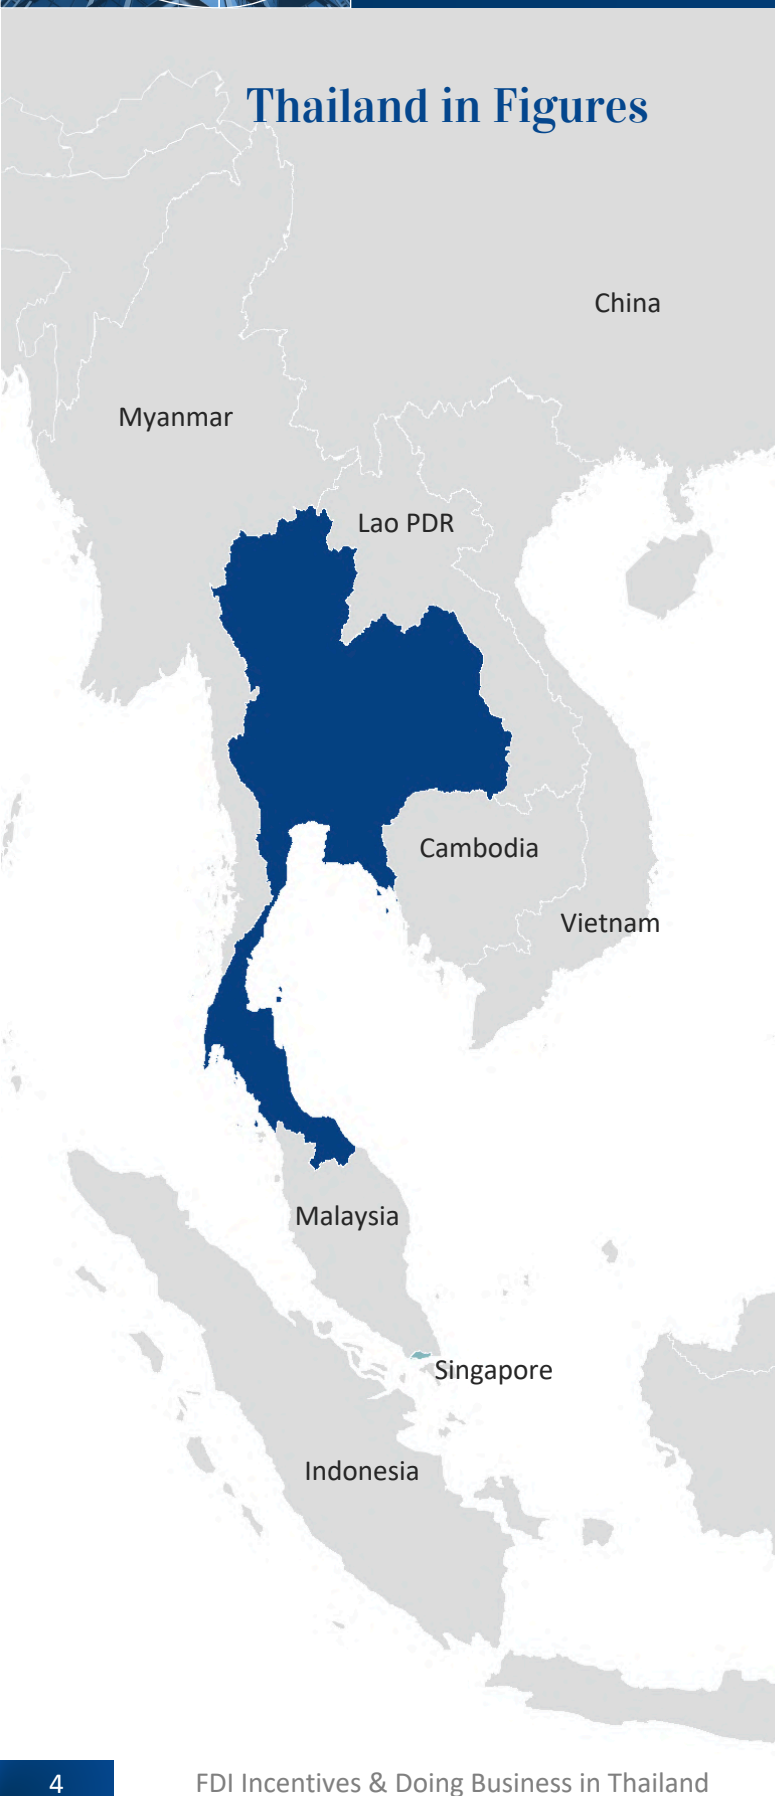 Thailand in Figures
China
Myanmar
Lao PDR
Cambodia
Vietnam
Malaysia
Singapore
Indonesia
4
FDI Incentives & Doing Business in Thailand